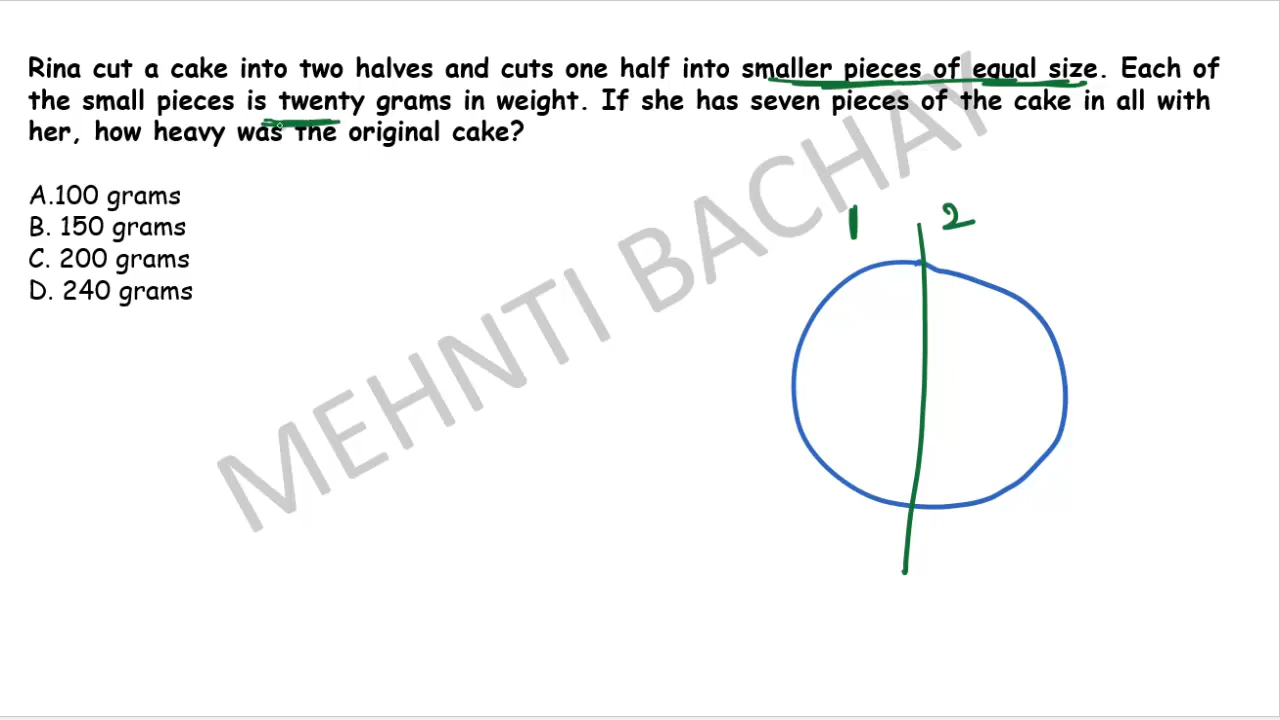 Rina cut a cake into two halves and cuts one half into smaller pieces of equal size. Each of
the small pieces is twenty grams in weight. If she has seven pieces of the cake in all with
her, how heavy was the original cake?
A.100 grams
B. 150 grams
C. 200 grams
D. 240 grams
1 2
MEHNTI BACHAY